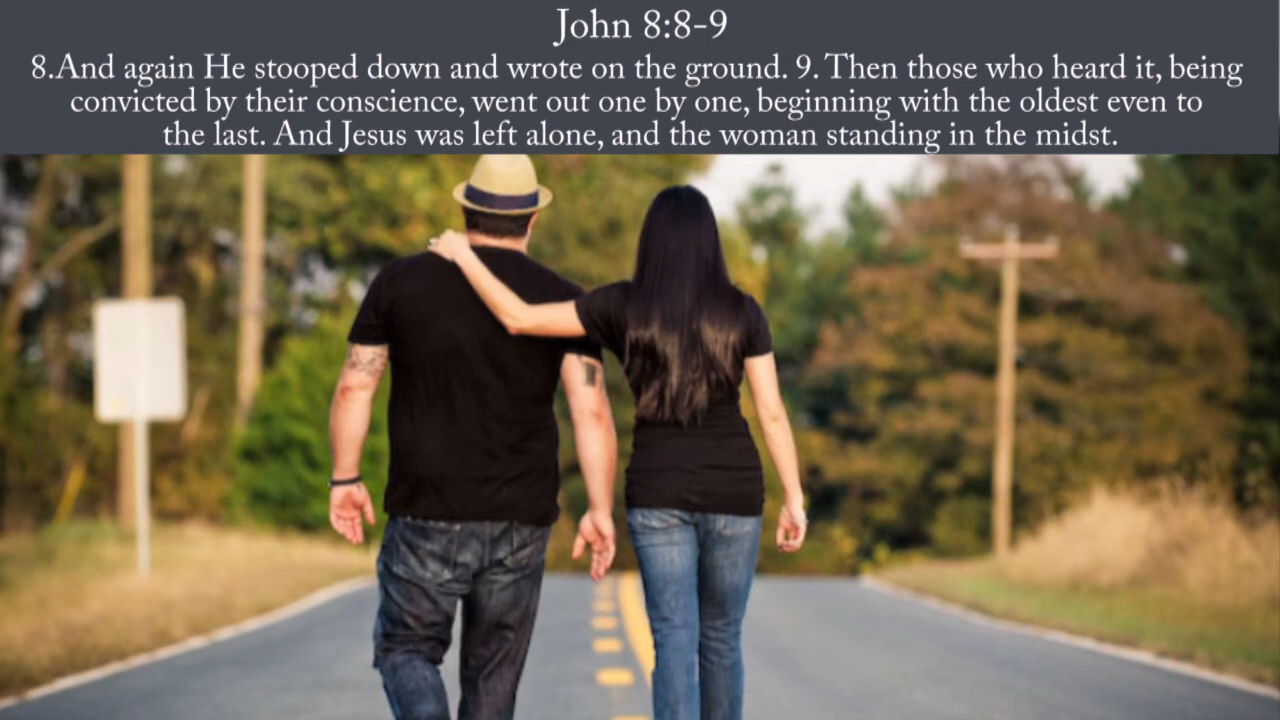 John 8:8-9
8.And again He stooped down and wrote on the ground. 9. Then those who heard it, being
convicted by their conscience, went out one by one, beginning with the oldest even to
the last. And Jesus was left alone, and the woman standing in the midst.